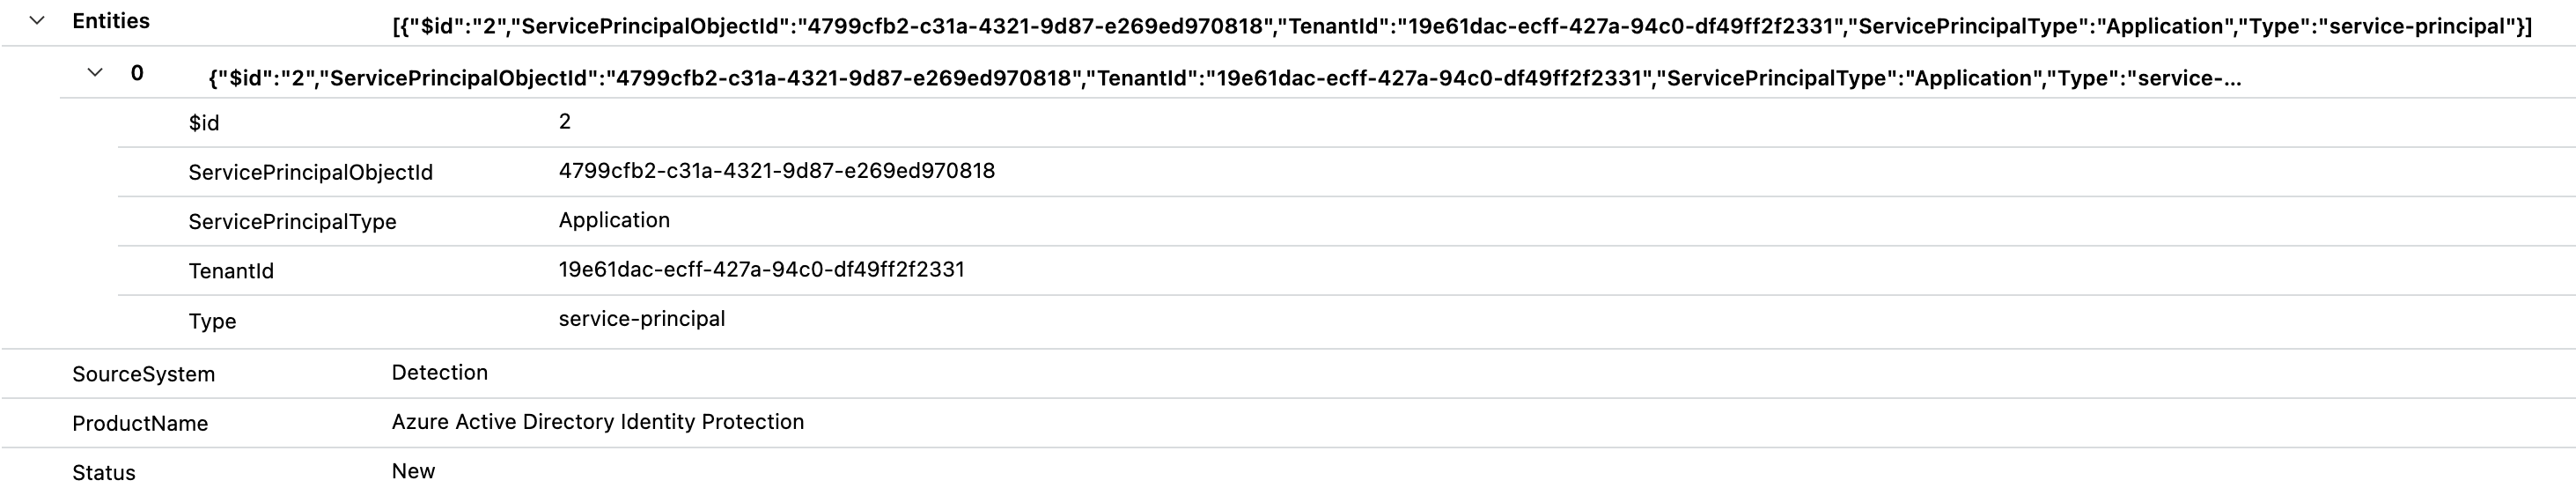 Entities [{"$id":"2","ServicePrincipalObjectId":"4799cfb2-c31a-4321-9d87-e269ed970818","TenantId":"19e61dac-ecff-427a-94c0-df49ff2f2331","ServicePrincipalType":"Application","Type":"service-principal"}]
0 {"$id":"2","ServicePrincipalObjectId":"4799cfb2-c31a-4321-9d87-e269ed970818","TenantId":"19e61dac-ecff-427a-94c0-df49ff2f2331","ServicePrincipalType":"Application","Type":"service-...
$id 2
ServicePrincipalObjectId 4799cfb2-c31a-4321-9d87-e269ed970818
ServicePrincipalType Application
TenantId 19e61dac-ecff-427a-94c0-df49ff2f2331
Type service-principal
SourceSystem Detection
ProductName Azure Active Directory Identity Protection
Status New